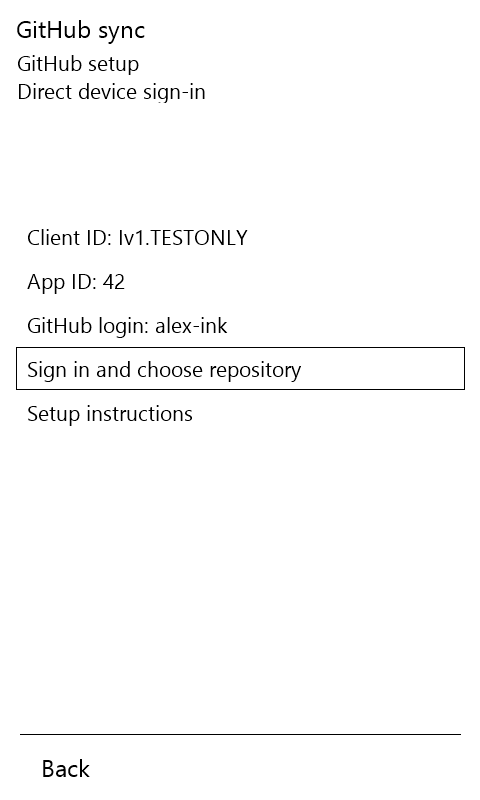 GitHub sync
GitHub setup
Direct device sign-in
Client ID: Iv1.TESTONLY
App ID: 42
GitHub login: alex-ink
Sign in and choose repository
Setup instructions
Back